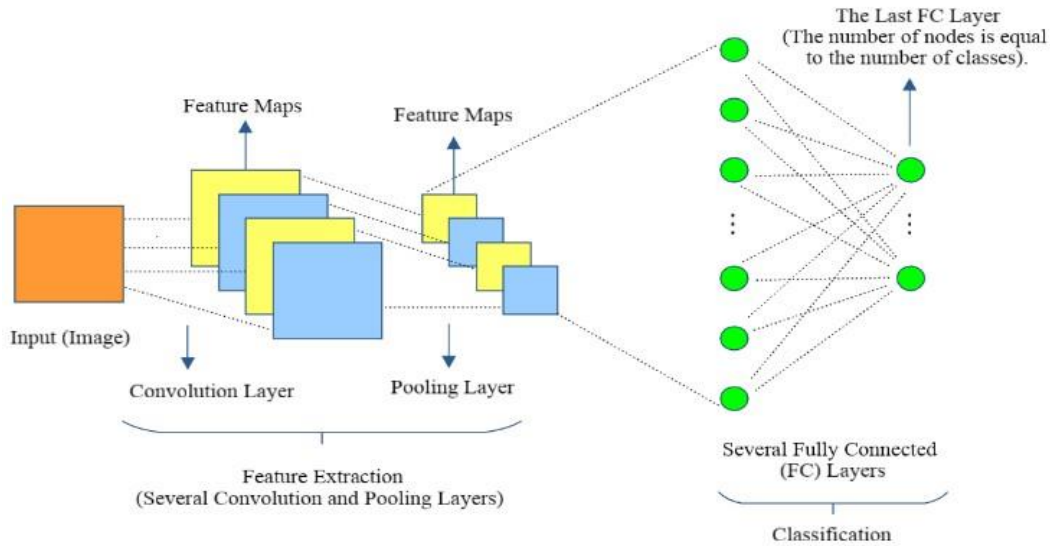 The Last FC Layer
(The number of nodes is equal
to the number of classes).
Feature Maps
Feature Maps
Input (Image)
Convolution Layer
Pooling Layer
Feature Extraction
(Several Convolution and Pooling Layers)
Several Fully Connected
(FC) Layers
Classification